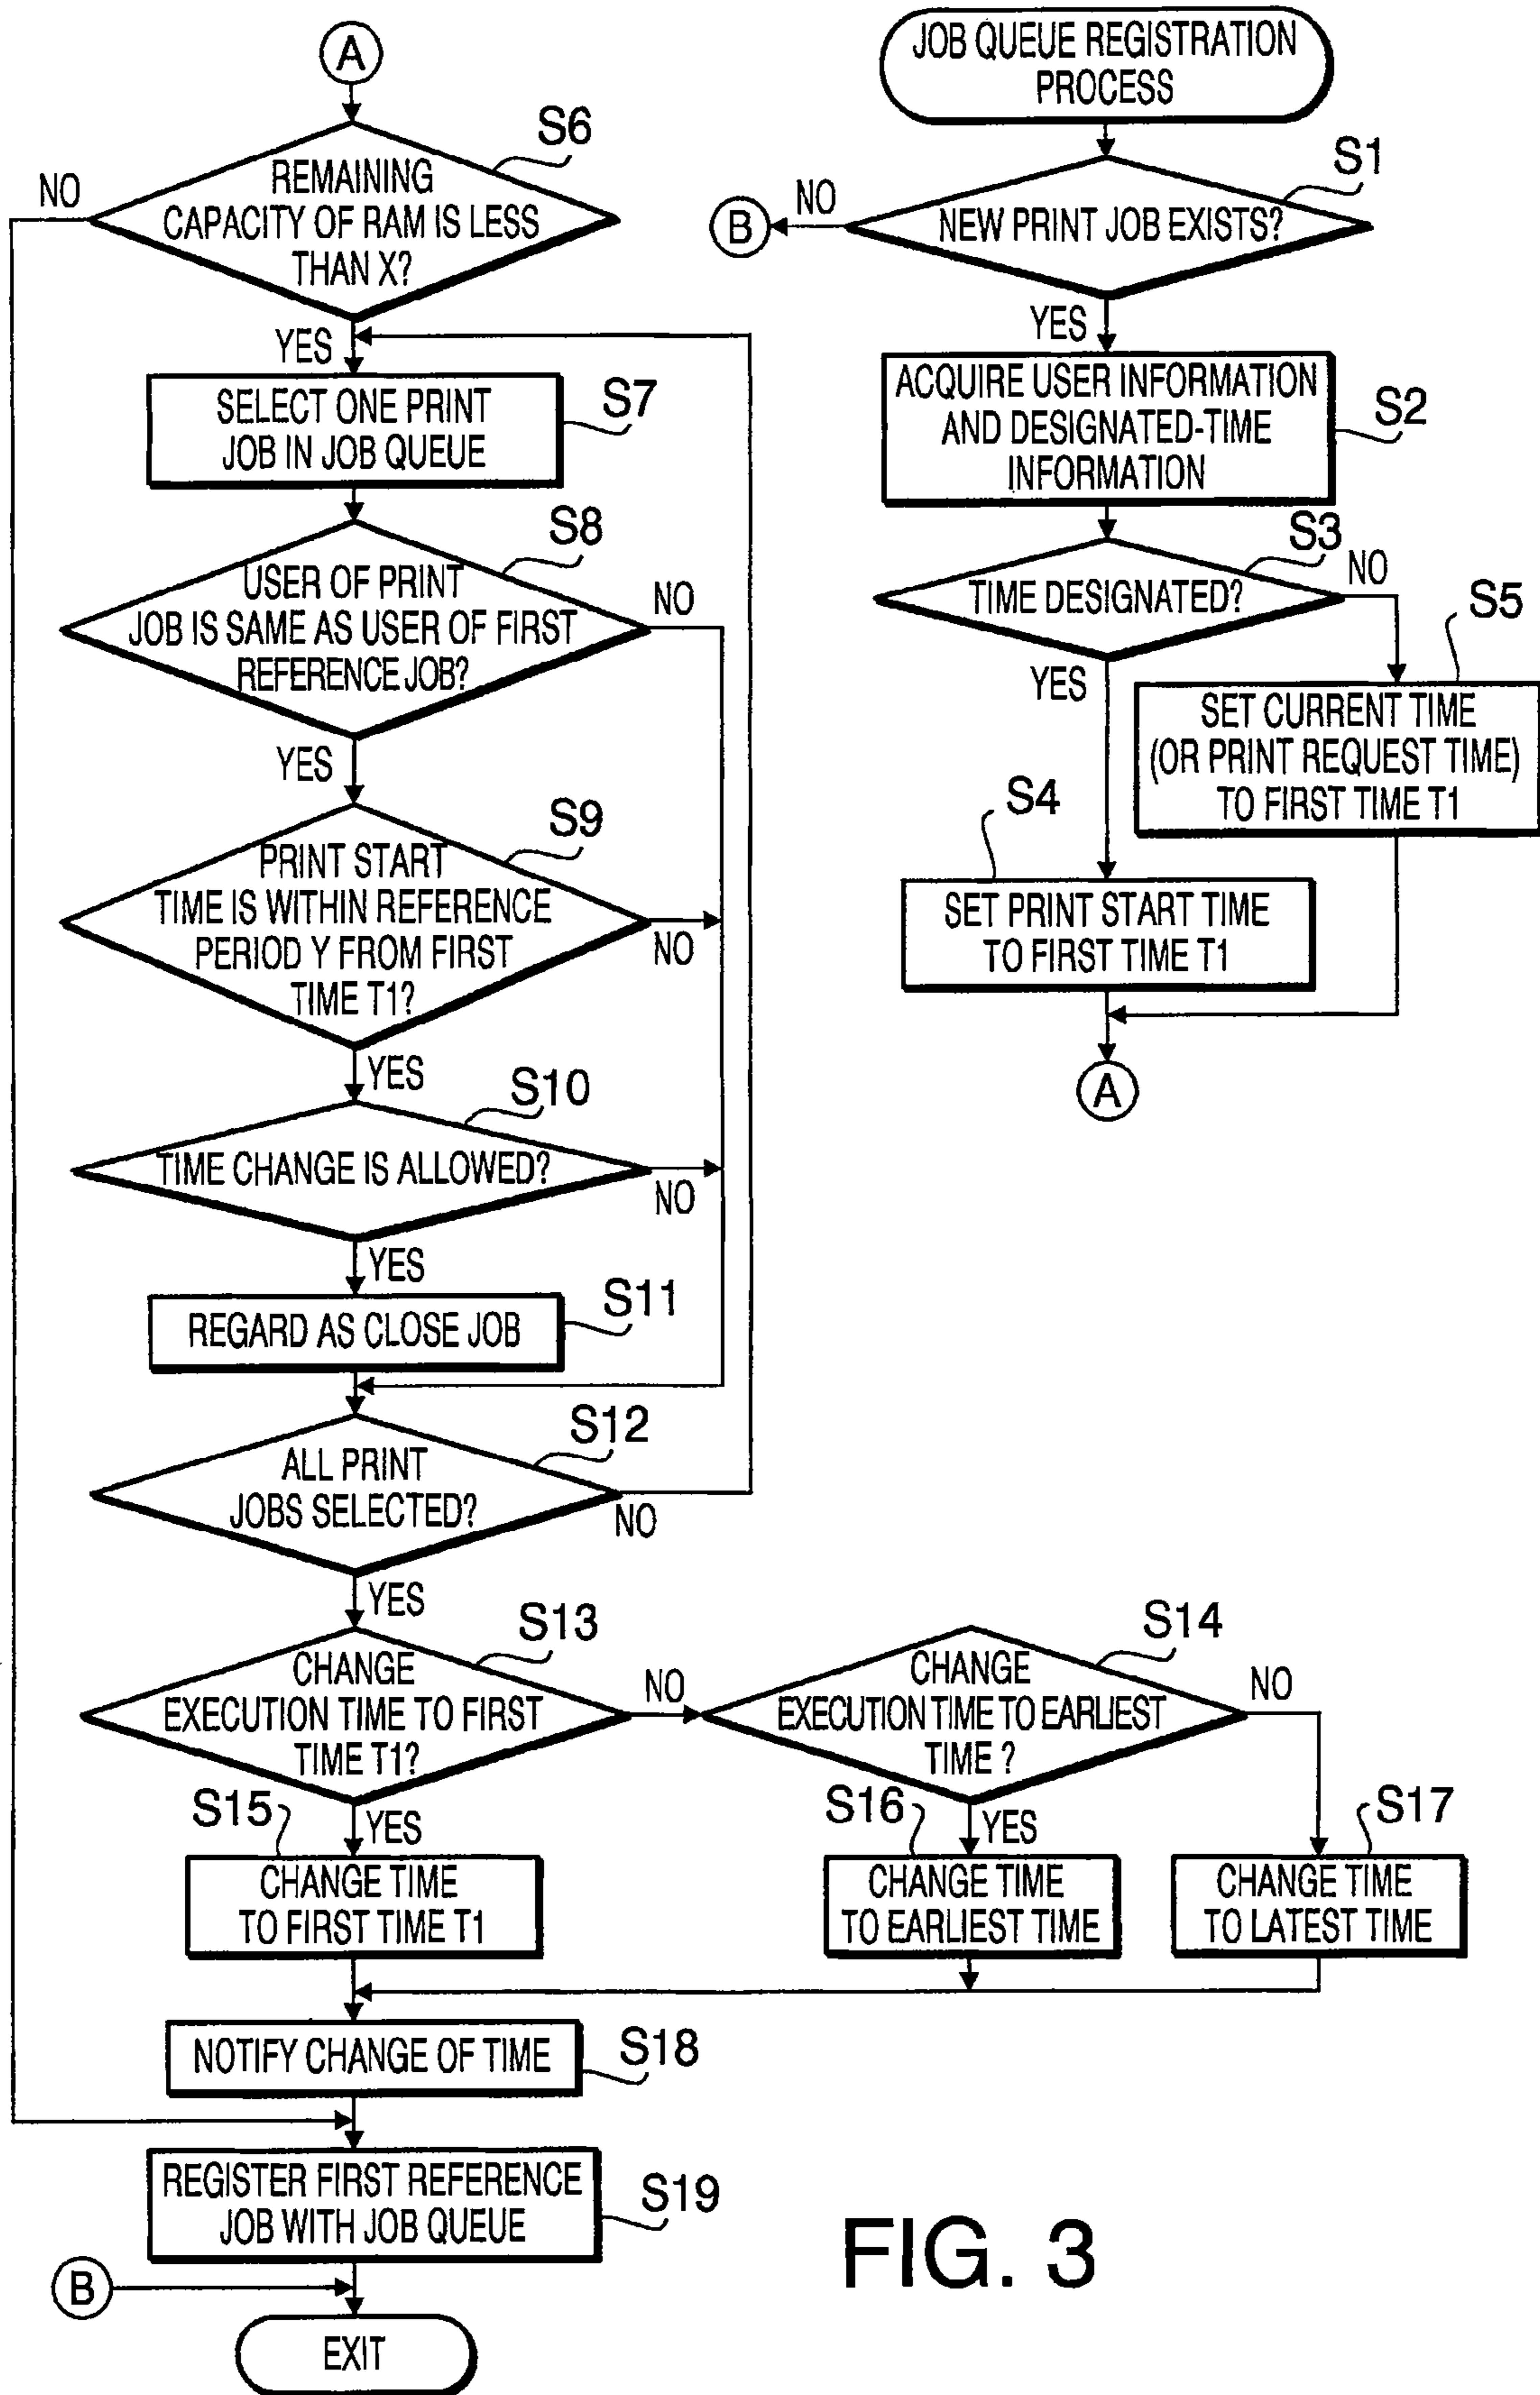 JOB QUEUE REGISTRATION
PROCESS
S1
NEW PRINT JOB EXISTS?
NO
B
YES
ACQUIRE USER INFORMATION
AND DESIGNATED-TIME
INFORMATION
S2
S3
TIME DESIGNATED?
NO
YES
S5
SET CURRENT TIME
(OR PRINT REQUEST TIME)
TO FIRST TIME T1
S4
SET PRINT START TIME
TO FIRST TIME T1
A
A
S6
REMAINING
CAPACITY OF RAM IS LESS
THAN X?
NO
YES
SELECT ONE PRINT
JOB IN JOB QUEUE
S7
S8
USER OF PRINT
JOB IS SAME AS USER OF FIRST
REFERENCE JOB?
NO
YES
S9
PRINT START
TIME IS WITHIN REFERENCE
PERIOD Y FROM FIRST
TIME T1?
NO
YES
S10
TIME CHANGE IS ALLOWED?
NO
YES
S11
REGARD AS CLOSE JOB
S12
ALL PRINT
JOBS SELECTED?
NO
YES
S13
CHANGE
EXECUTION TIME TO FIRST
TIME T1?
NO
YES
S14
CHANGE
EXECUTION TIME TO EARLIEST
TIME ?
NO
YES
S15
CHANGE TIME
TO FIRST TIME T1
S16
CHANGE TIME
TO EARLIEST TIME
S17
CHANGE TIME
TO LATEST TIME
NOTIFY CHANGE OF TIME
S18
REGISTER FIRST REFERENCE
JOB WITH JOB QUEUE
S19
B
EXIT
FIG. 3